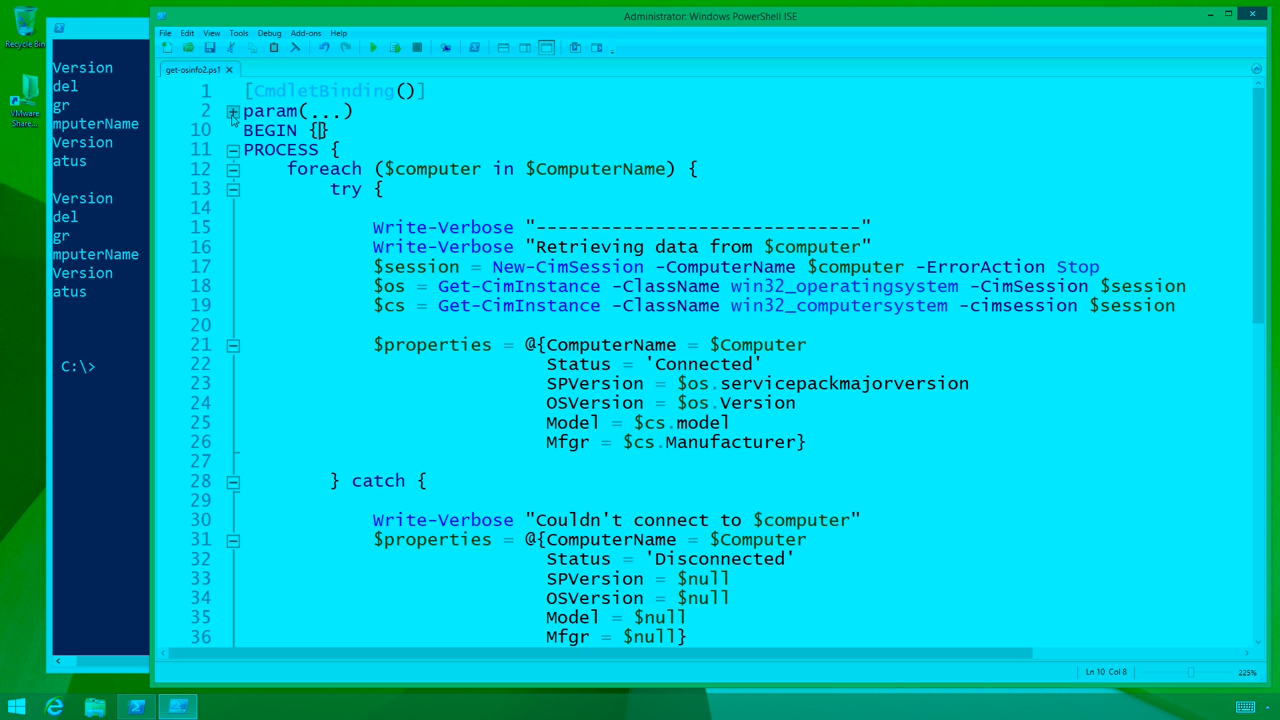 Administrator: Windows PowerShell ISE
Recycle Bin
VMware
Share...
Version
del
gr
mputerName
Version
atus
Version
del
gr
mputerName
Version
atus
C:\>
File Edit View Tools Debug Add-ons Help
get-osinfo2.ps1
1 [CmdletBinding()]
2 param(...)
10 BEGIN {}
11 PROCESS {
12 foreach ($computer in $ComputerName) {
13 try {
14
15 Write-Verbose "------------------------------"
16 Write-Verbose "Retrieving data from $computer"
17 $session = New-CimSession -ComputerName $computer -ErrorAction Stop
18 $os = Get-CimInstance -ClassName win32_operatingsystem -CimSession $session
19 $cs = Get-CimInstance -ClassName win32_computersystem -cimsession $session
20
21 $properties = @{ComputerName = $Computer
22 Status = 'Connected'
23 SPVersion = $os.servicepackmajorversion
24 OSVersion = $os.Version
25 Model = $cs.model
26 Mfgr = $cs.Manufacturer}
27
28 } catch {
29
30 Write-Verbose "Couldn't connect to $computer"
31 $properties = @{ComputerName = $Computer
32 Status = 'Disconnected'
33 SPVersion = $null
34 OSVersion = $null
35 Model = $null
36 Mfgr = $null}
Ln 10 Col 8 225%